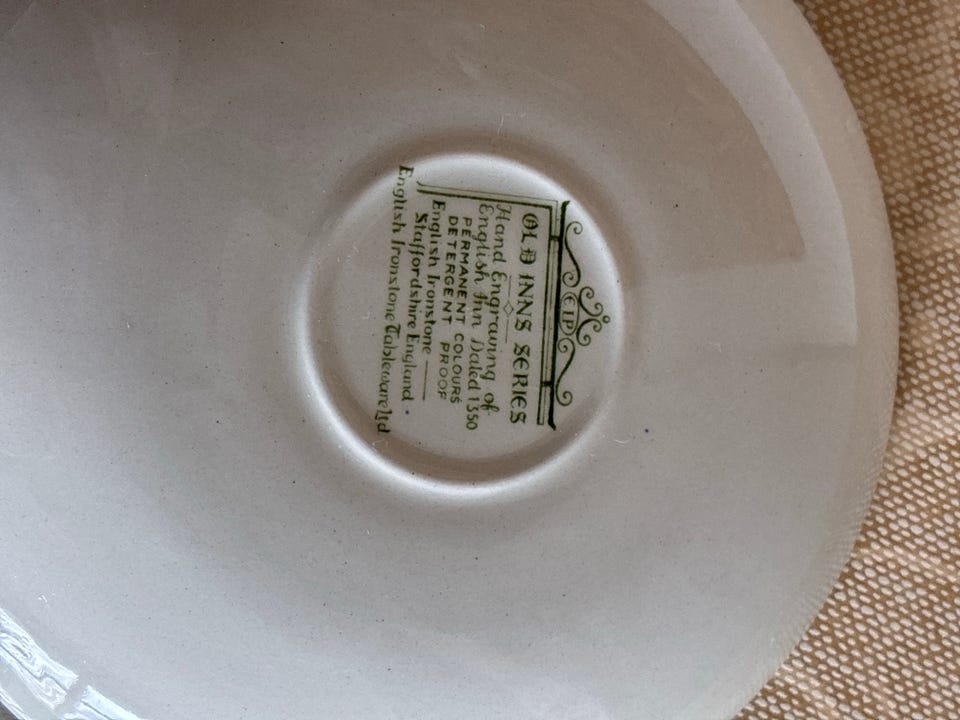 EIP
OLD INNS SERIES
Hand Engraving of
English Inn Dated 1350
PERMANENT COLOURS
DETERGENT PROOF
English Ironstone
Staffordshire England
English Ironstone Tableware Ltd